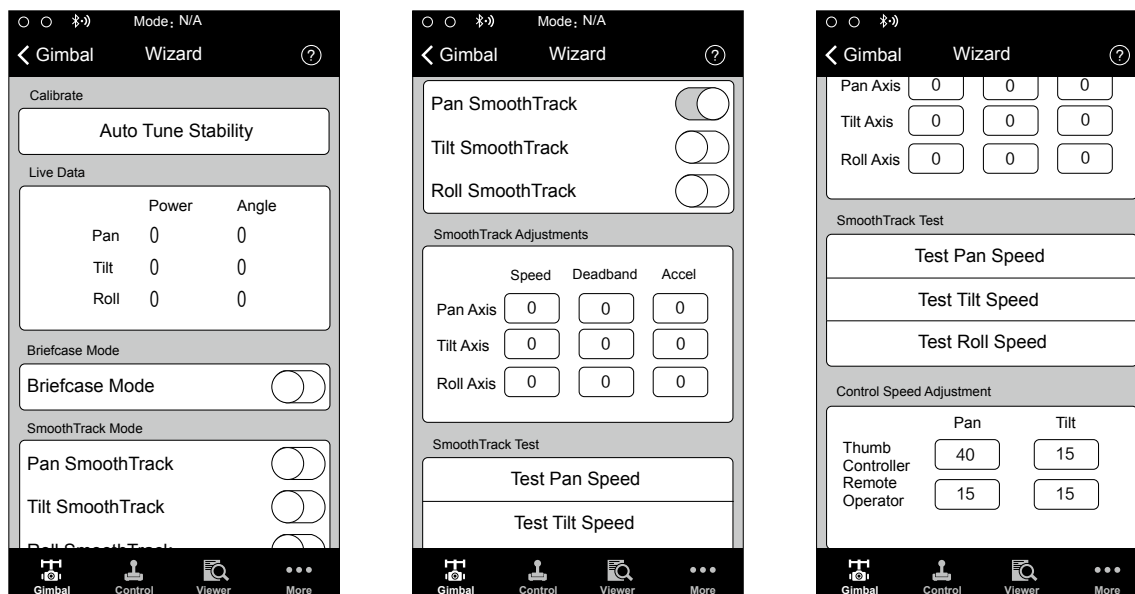 Mode: N/A
Gimbal Wizard ?
Calibrate
Auto Tune Stability
Live Data
Power Angle
Pan 0 0
Tilt 0 0
Roll 0 0
Briefcase Mode
Briefcase Mode
SmoothTrack Mode
Pan SmoothTrack
Tilt SmoothTrack
Roll SmoothTrack
Gimbal Control Viewer More
Mode: N/A
Gimbal Wizard ?
Pan SmoothTrack
Tilt SmoothTrack
Roll SmoothTrack
SmoothTrack Adjustments
Speed Deadband Accel
Pan Axis 0 0 0
Tilt Axis 0 0 0
Roll Axis 0 0 0
SmoothTrack Test
Test Pan Speed
Test Tilt Speed
Gimbal Control Viewer More
Gimbal Wizard ?
Pan Axis 0 0 0
Tilt Axis 0 0 0
Roll Axis 0 0 0
SmoothTrack Test
Test Pan Speed
Test Tilt Speed
Test Roll Speed
Control Speed Adjustment
Pan Tilt
Thumb
Controller 40 15
Remote
Operator 15 15
Gimbal Control Viewer More